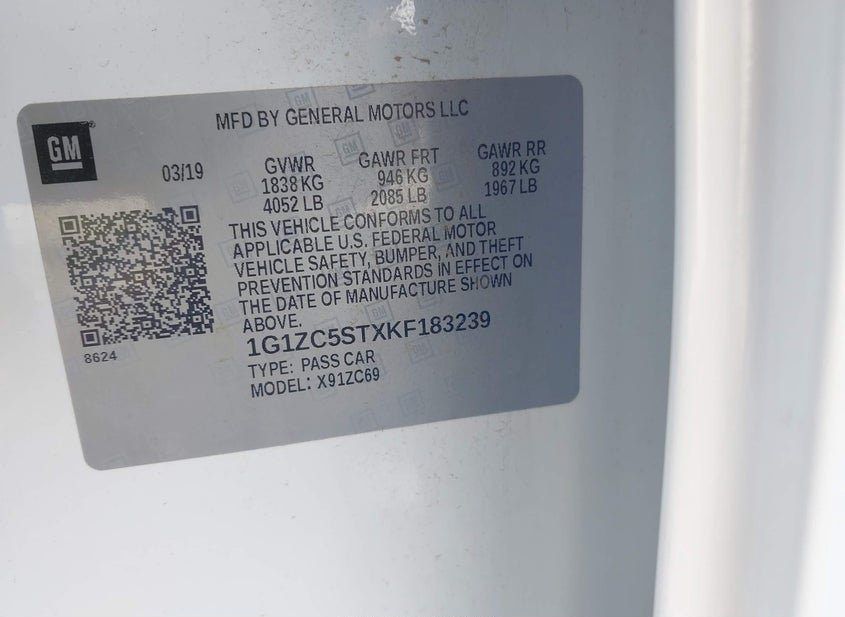 MFD BY GENERAL MOTORS LLC
GM
03/19 GVWR GAWR FRT GAWR RR
1838 KG 946 KG 892 KG
4052 LB 2085 LB 1967 LB
THIS VEHICLE CONFORMS TO ALL
APPLICABLE U.S. FEDERAL MOTOR
VEHICLE SAFETY, BUMPER, AND THEFT
PREVENTION STANDARDS IN EFFECT ON
THE DATE OF MANUFACTURE SHOWN
ABOVE.
8624
1G1ZC5STXKF183239
TYPE: PASS CAR
MODEL: X91ZC69